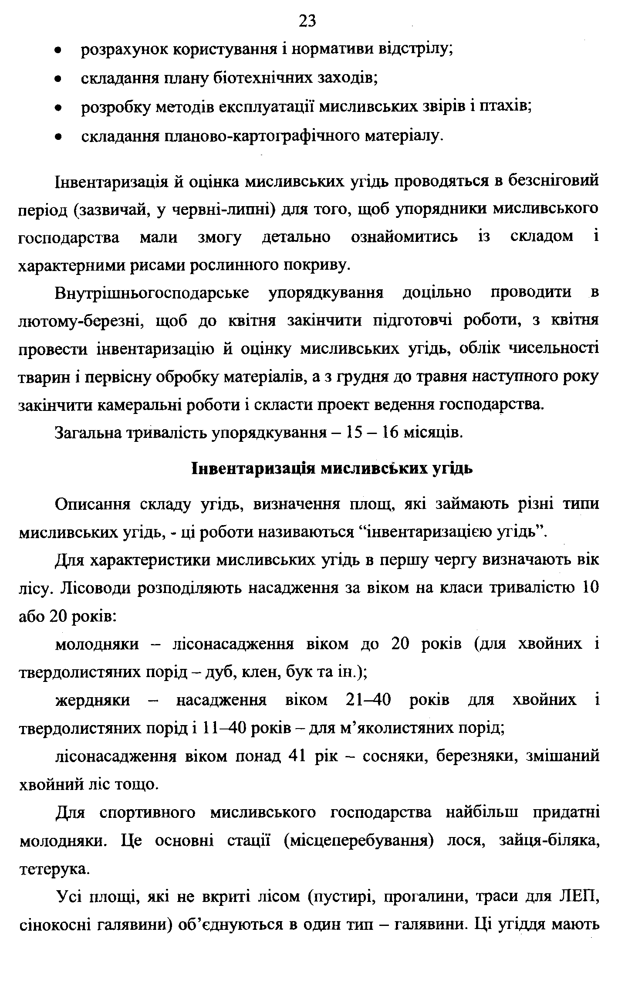 23
• розрахунок користування і нормативи відстрілу;
• складання плану біотехнічних заходів;
• розробку методів експлуатації мисливських звірів і птахів;
• складання планово-картографічного матеріалу.
Інвентаризація й оцінка мисливських угідь проводяться в безсніговий
період (зазвичай, у червні-липні) для того, щоб упорядники мисливського
господарства мали змогу детально ознайомитись із складом і
характерними рисами рослинного покриву.
Внутрішньогосподарське упорядкування доцільно проводити в
лютому-березні, щоб до квітня закінчити підготовчі роботи, з квітня
провести інвентаризацію й оцінку мисливських угідь, облік чисельності
тварин і первісну обробку матеріалів, а з грудня до травня наступного року
закінчити камеральні роботи і скласти проект ведення господарства.
Загальна тривалість упорядкування – 15 – 16 місяців.
Інвентаризація мисливських угідь
Описання складу угідь, визначення площ, які займають різні типи
мисливських угідь, - ці роботи називаються “інвентаризацією угідь”.
Для характеристики мисливських угідь в першу чергу визначають вік
лісу. Лісоводи розподіляють насадження за віком на класи тривалістю 10
або 20 років:
молодняки – лісонасадження віком до 20 років (для хвойних і
твердолистяних порід – дуб, клен, бук та ін.);
жердняки – насадження віком 21–40 років для хвойних і
твердолистяних порід і 11–40 років – для м’яколистяних порід;
лісонасадження віком понад 41 рік – сосняки, березняки, змішаний
хвойний ліс тощо.
Для спортивного мисливського господарства найбільш придатні
молодняки. Це основні стації (місцеперебування) лося, зайця-біляка,
тетерука.
Усі площі, які не вкриті лісом (пустирі, прогалини, траси для ЛЕП,
сінокосні галявини) об’єднуються в один тип – галявини. Ці угіддя мають